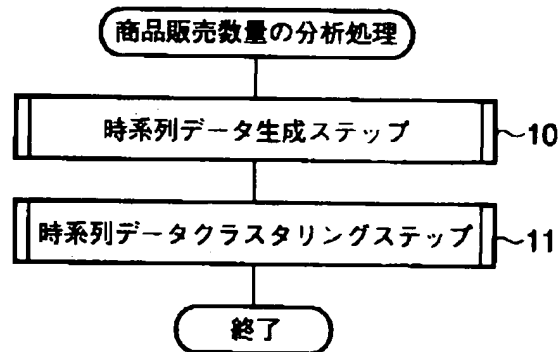 商品販売数量の分析処理
時系列データ生成ステップ ~10
時系列データクラスタリングステップ ~11
終了